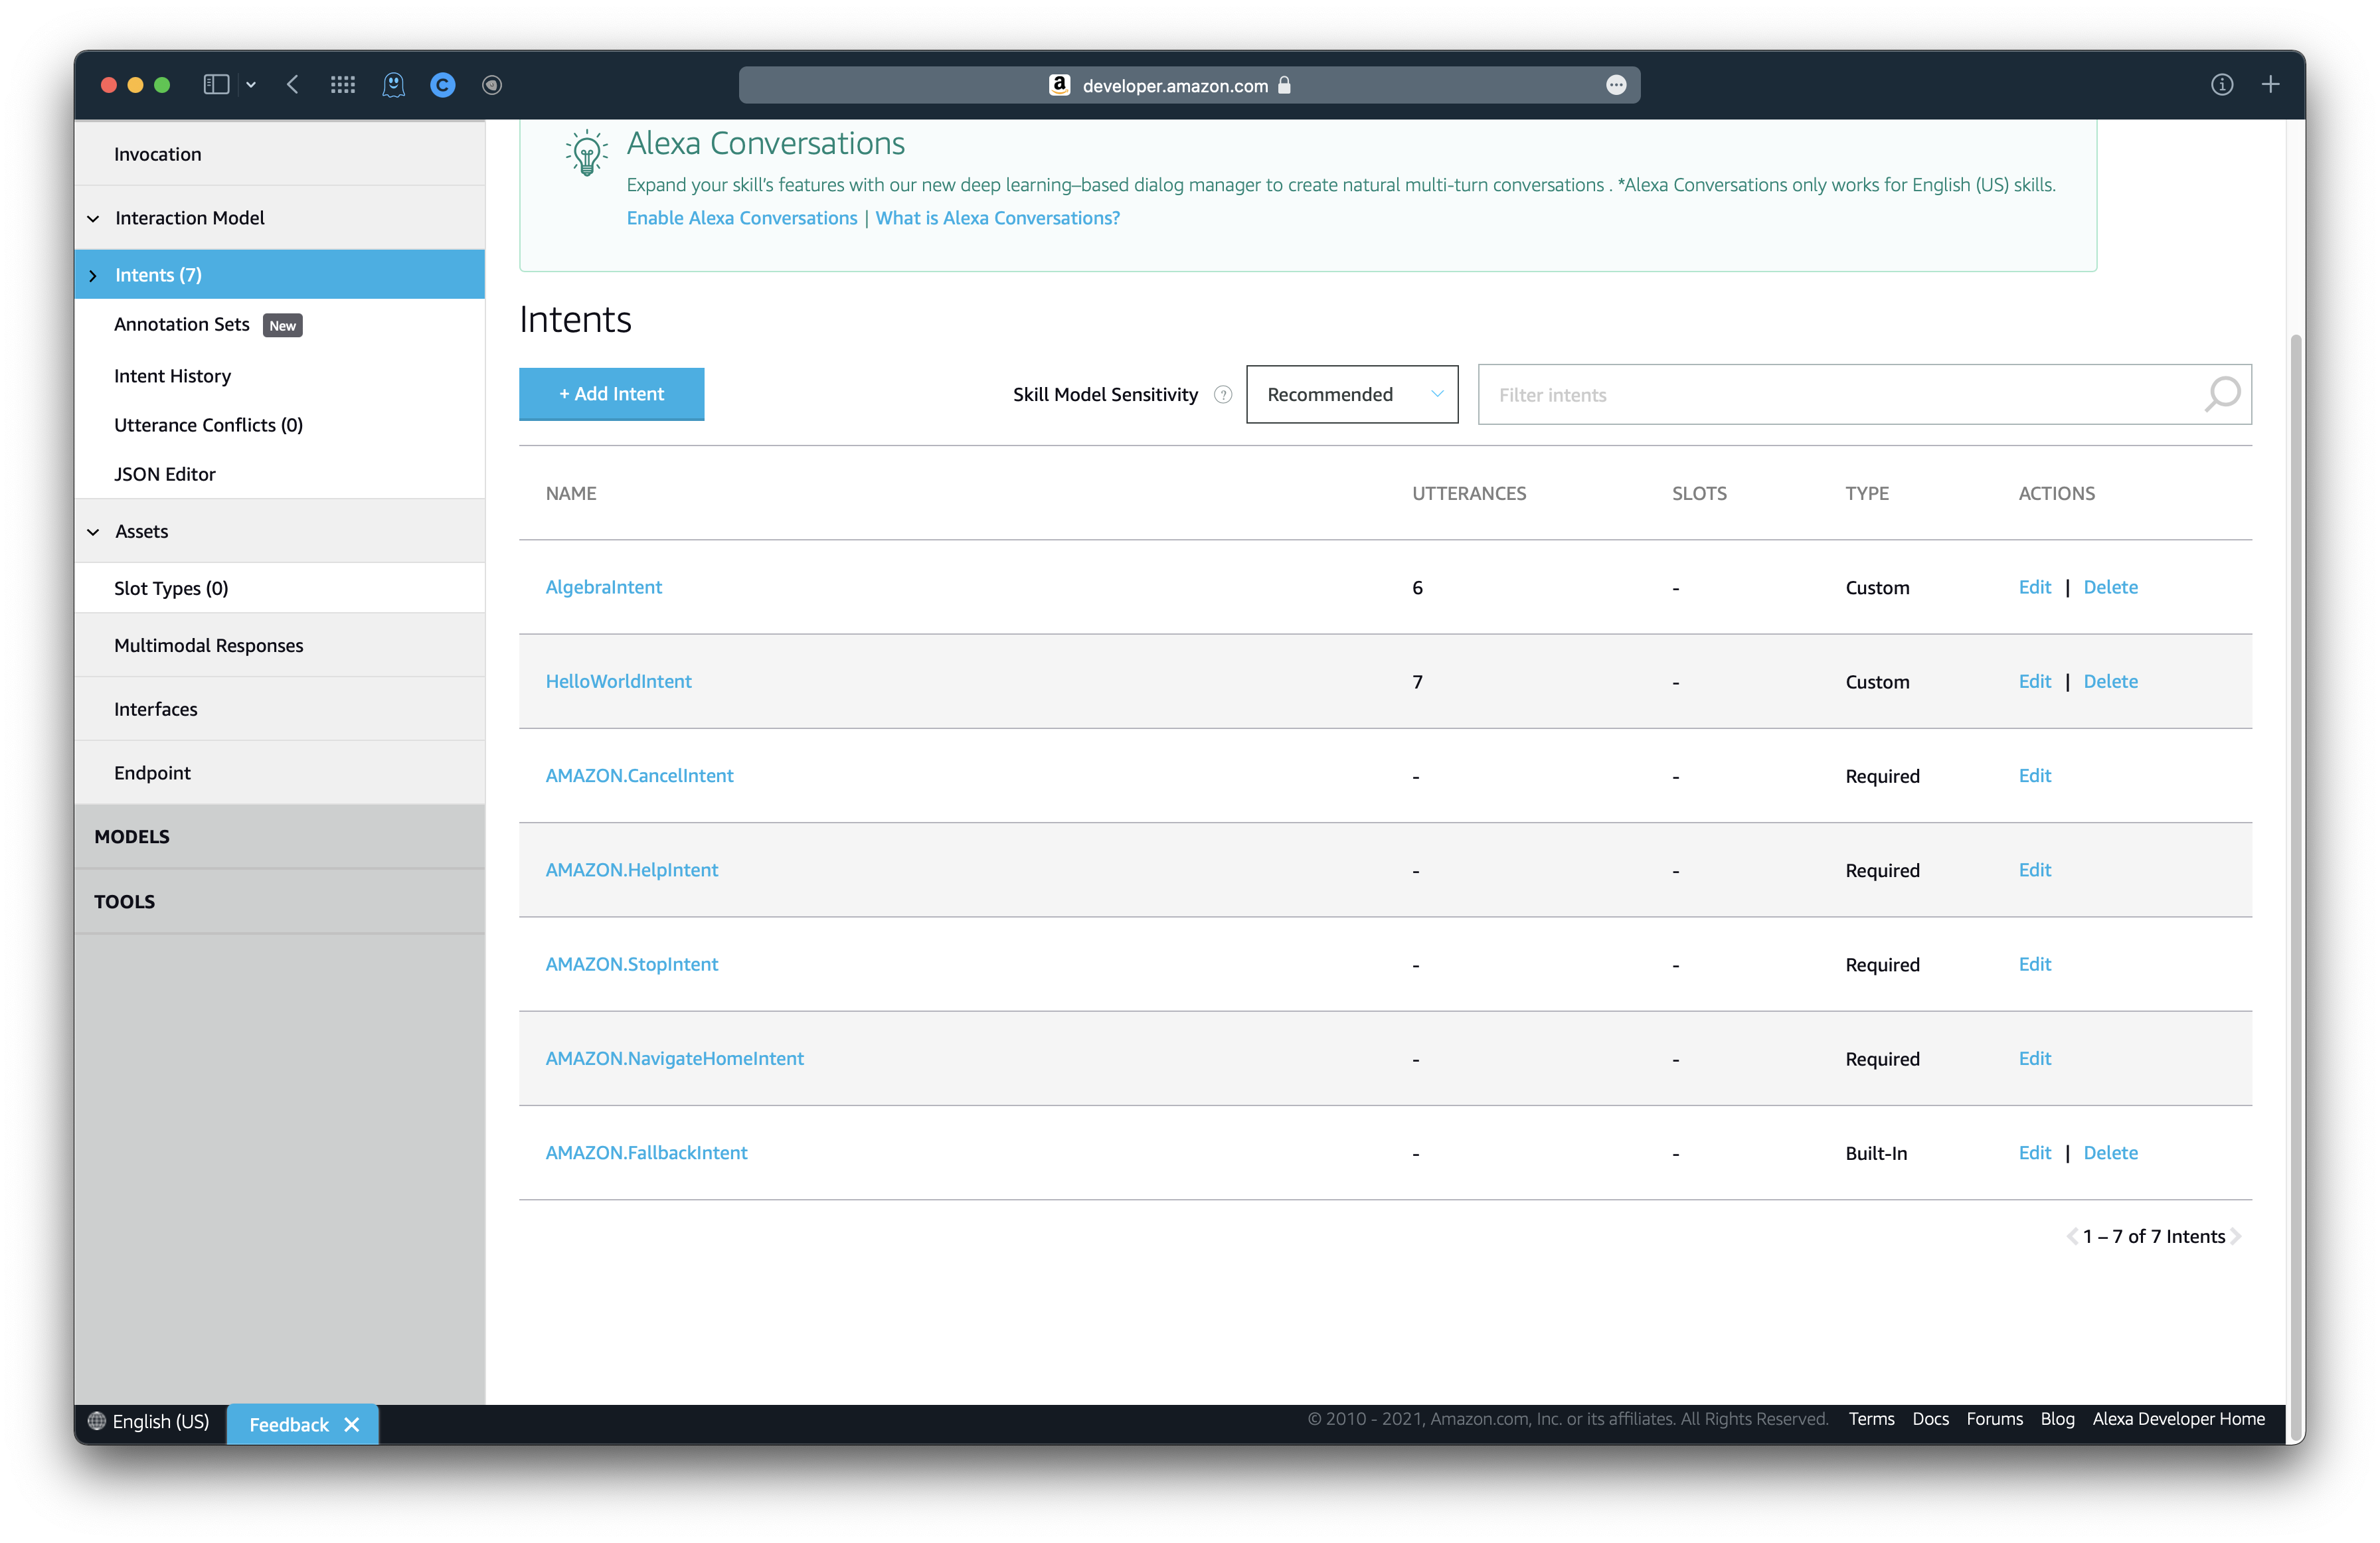 developer.amazon.com
Invocation
Interaction Model
Intents (7)
Annotation Sets New
Intent History
Utterance Conflicts (0)
JSON Editor
Assets
Slot Types (0)
Multimodal Responses
Interfaces
Endpoint
MODELS
TOOLS
Alexa Conversations
Expand your skill's features with our new deep learning–based dialog manager to create natural multi-turn conversations . *Alexa Conversations only works for English (US) skills.
Enable Alexa Conversations | What is Alexa Conversations?
Intents
+ Add Intent Skill Model Sensitivity ? Recommended Filter intents
NAME UTTERANCES SLOTS TYPE ACTIONS
AlgebraIntent 6 - Custom Edit | Delete
HelloWorldIntent 7 - Custom Edit | Delete
AMAZON.CancelIntent - - Required Edit
AMAZON.HelpIntent - - Required Edit
AMAZON.StopIntent - - Required Edit
AMAZON.NavigateHomeIntent - - Required Edit
AMAZON.FallbackIntent - - Built-In Edit | Delete
1 – 7 of 7 Intents
English (US) Feedback
© 2010 - 2021, Amazon.com, Inc. or its affiliates. All Rights Reserved. Terms Docs Forums Blog Alexa Developer Home